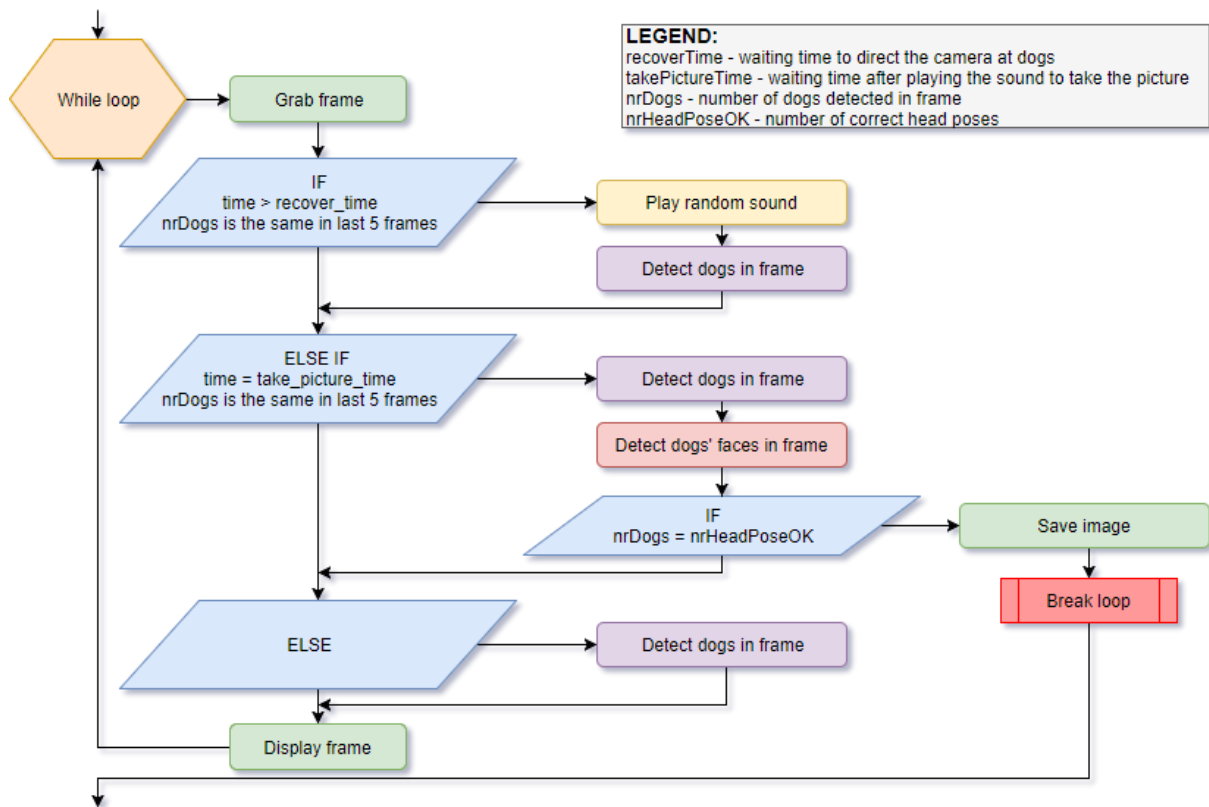 LEGEND:
recoverTime - waiting time to direct the camera at dogs
takePictureTime - waiting time after playing the sound to take the picture
nrDogs - number of dogs detected in frame
nrHeadPoseOK - number of correct head poses
While loop
Grab frame
IF
time > recover_time
nrDogs is the same in last 5 frames
Play random sound
Detect dogs in frame
ELSE IF
time = take_picture_time
nrDogs is the same in last 5 frames
Detect dogs in frame
Detect dogs' faces in frame
IF
nrDogs = nrHeadPoseOK
Save image
Break loop
ELSE
Detect dogs in frame
Display frame